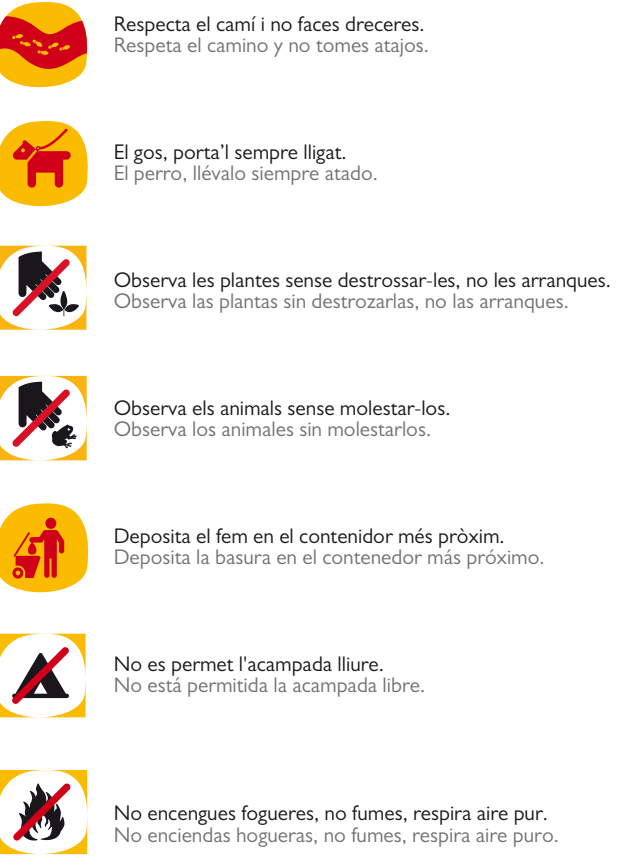 Respecta el camí i no faces dreceres.
Respeta el camino y no tomes atajos.
El gos, porta’l sempre lligat.
El perro, llévalo siempre atado.
Observa les plantes sense destrossar-les, no les arranques.
Observa las plantas sin destrozarlas, no las arranques.
Observa els animals sense molestar-los.
Observa los animales sin molestarlos.
Deposita el fem en el contenidor més pròxim.
Deposita la basura en el contenedor más próximo.
No es permet l'acampada lliure.
No está permitida la acampada libre.
No encengues fogueres, no fumes, respira aire pur.
No enciendas hogueras, no fumes, respira aire puro.